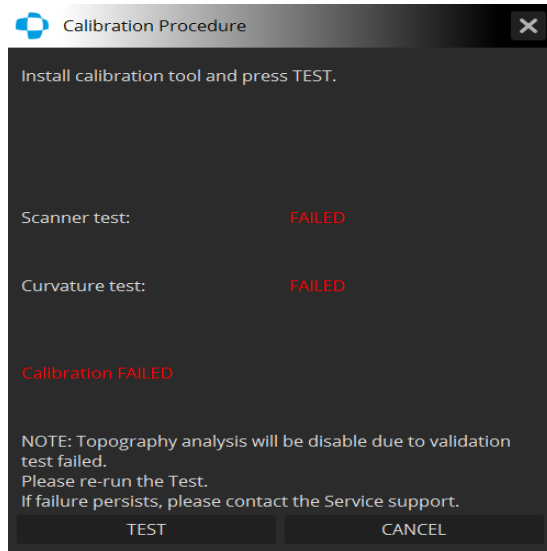 Calibration Procedure
Install calibration tool and press TEST.
Scanner test: FAILED
Curvature test: FAILED
Calibration FAILED
NOTE: Topography analysis will be disable due to validation
test failed.
Please re-run the Test.
If failure persists, please contact the Service support.
TEST CANCEL